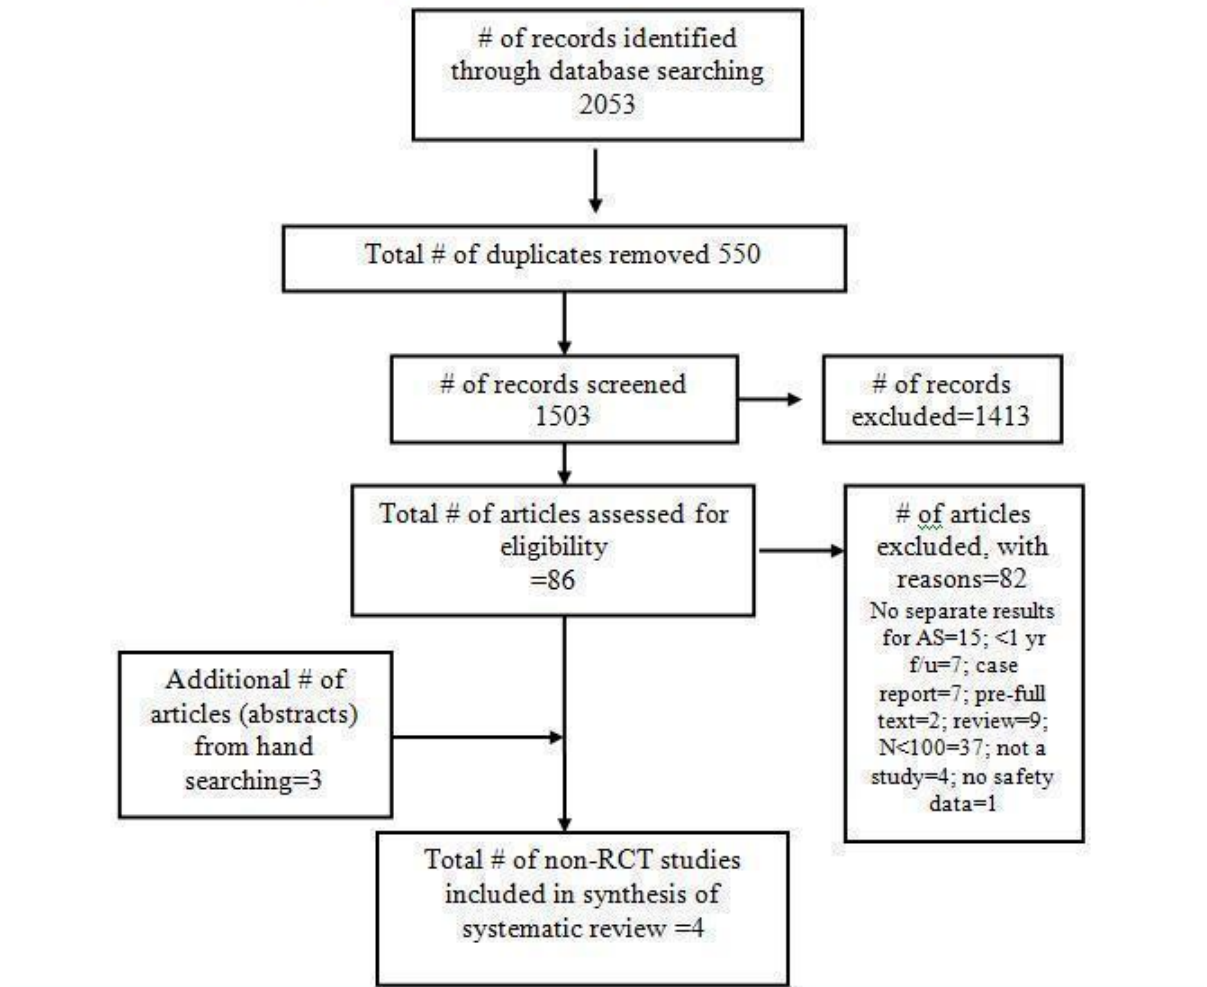 # of records identified
through database searching
2053
Total # of duplicates removed 550
# of records screened
1503
# of records
excluded=1413
Total # of articles assessed for
eligibility
=86
# of articles
excluded, with
reasons=82
No separate results
for AS=15; <1 yr
f/u=7; case
report=7; pre-full
text=2; review=9;
N<100=37; not a
study=4; no safety
data=1
Additional # of
articles (abstracts)
from hand
searching=3
Total # of non-RCT studies
included in synthesis of
systematic review =4